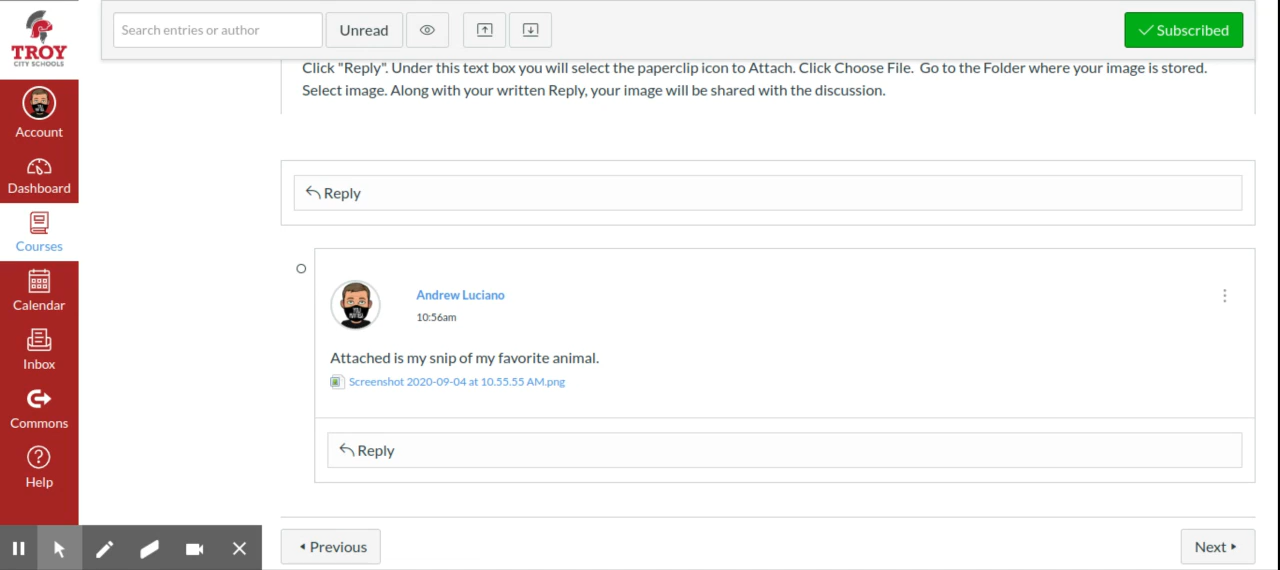 TROY
CITY SCHOOLS
Account
Dashboard
Courses
Calendar
Inbox
Commons
Help
Search entries or author
Unread
Subscribed
Click "Reply". Under this text box you will select the paperclip icon to Attach. Click Choose File. Go to the Folder where your image is stored.
Select image. Along with your written Reply, your image will be shared with the discussion.
Reply
Andrew Luciano
10:56am
Attached is my snip of my favorite animal.
Screenshot 2020-09-04 at 10.55.55 AM.png
Reply
Previous
Next